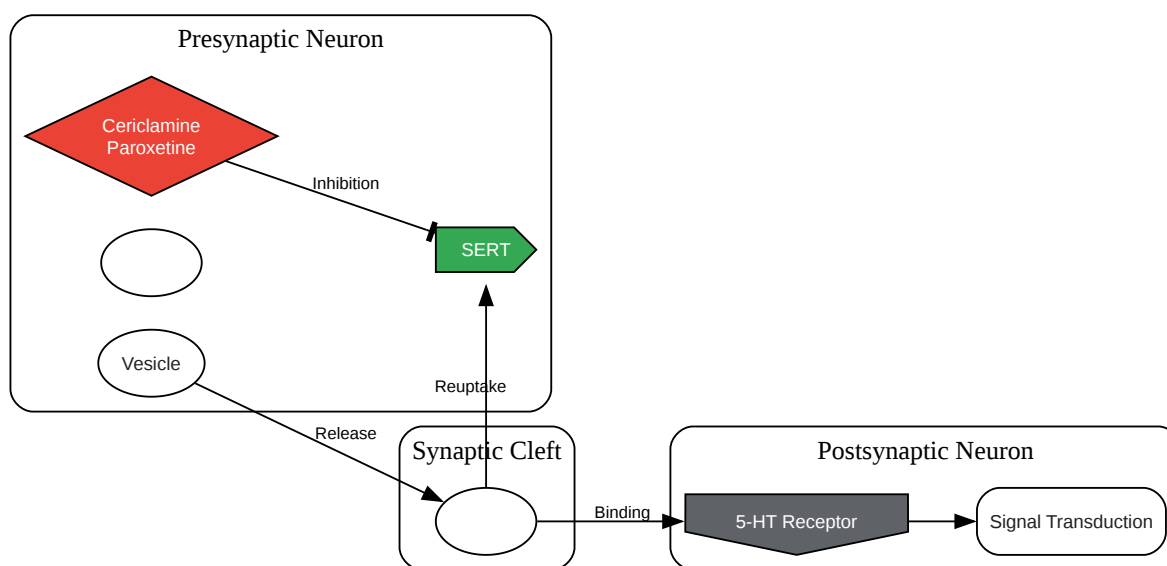 Presynaptic Neuron
Cericlamine
Paroxetine
Inhibition
SERT
Vesicle
Reuptake
Release
Synaptic Cleft
Postsynaptic Neuron
Binding
5-HT Receptor
Signal Transduction